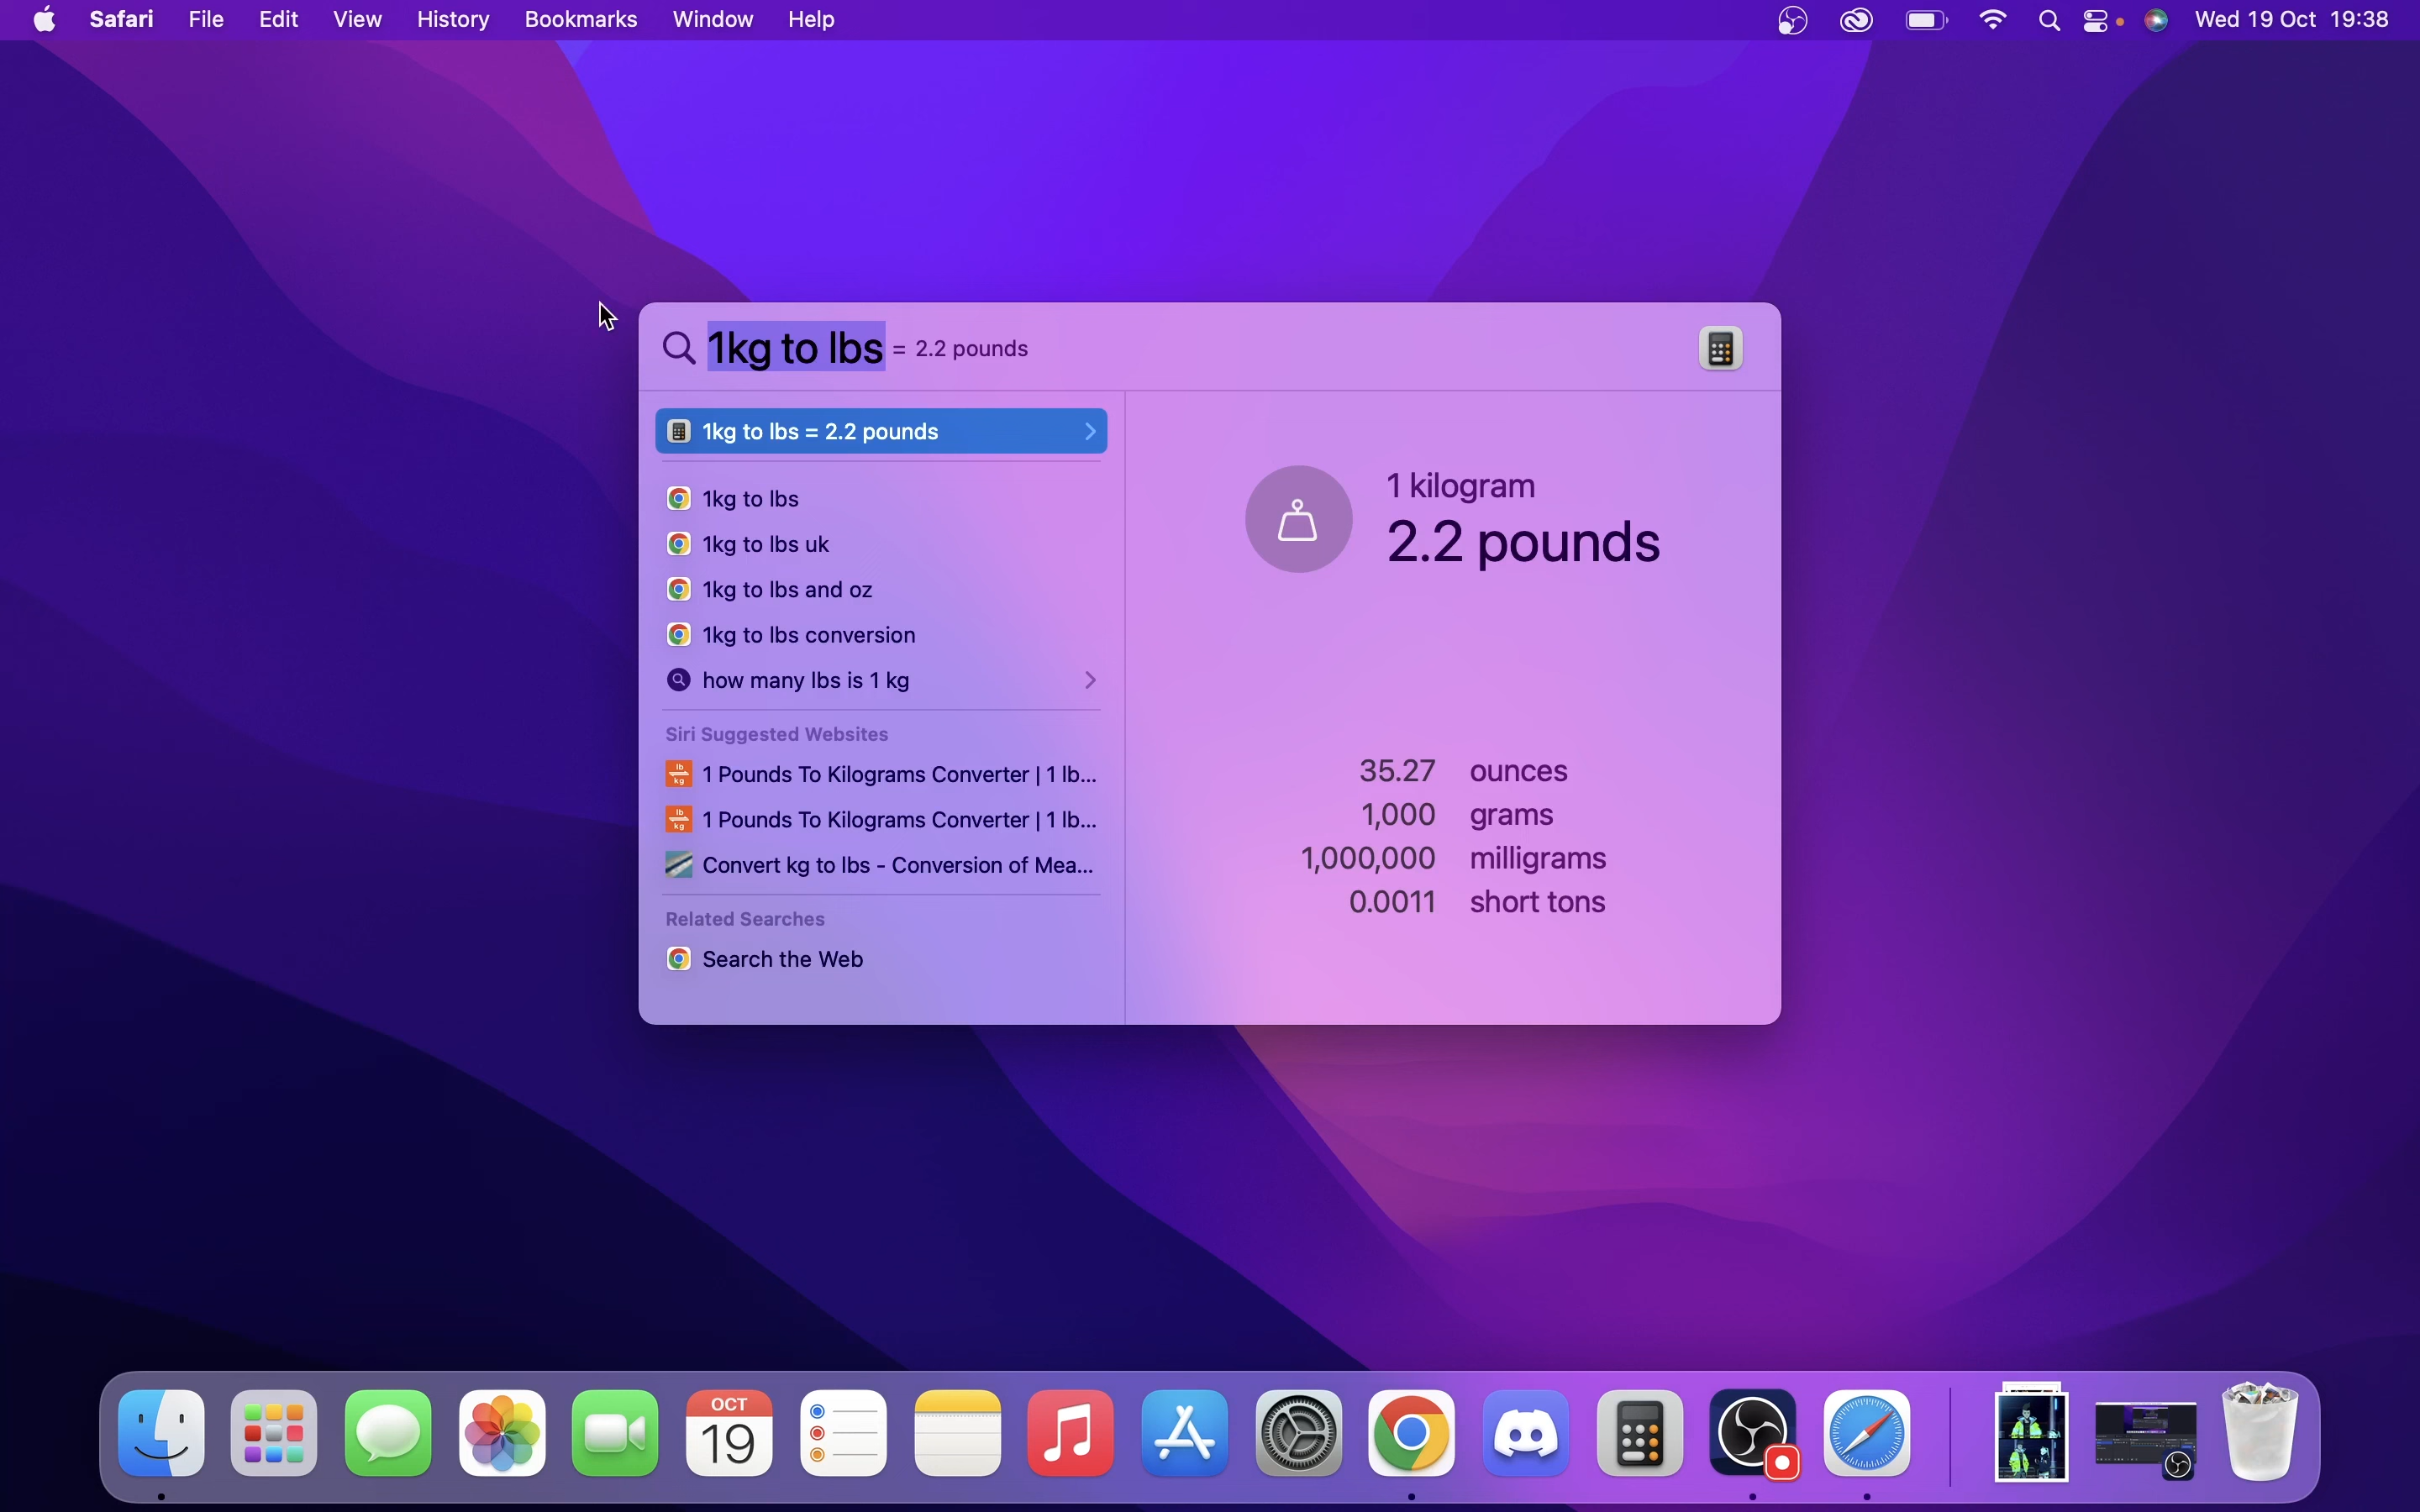 Safari File Edit View History Bookmarks Window Help Wed 19 Oct 19:38
1kg to lbs = 2.2 pounds
1kg to lbs = 2.2 pounds
1kg to lbs
1kg to lbs uk
1kg to lbs and oz
1kg to lbs conversion
how many lbs is 1 kg
Siri Suggested Websites
lb kg 1 Pounds To Kilograms Converter | 1 lb...
lb kg 1 Pounds To Kilograms Converter | 1 lb...
Convert kg to lbs - Conversion of Mea...
Related Searches
Search the Web
1 kilogram
2.2 pounds
35.27 ounces
1,000 grams
1,000,000 milligrams
0.0011 short tons
OCT
19